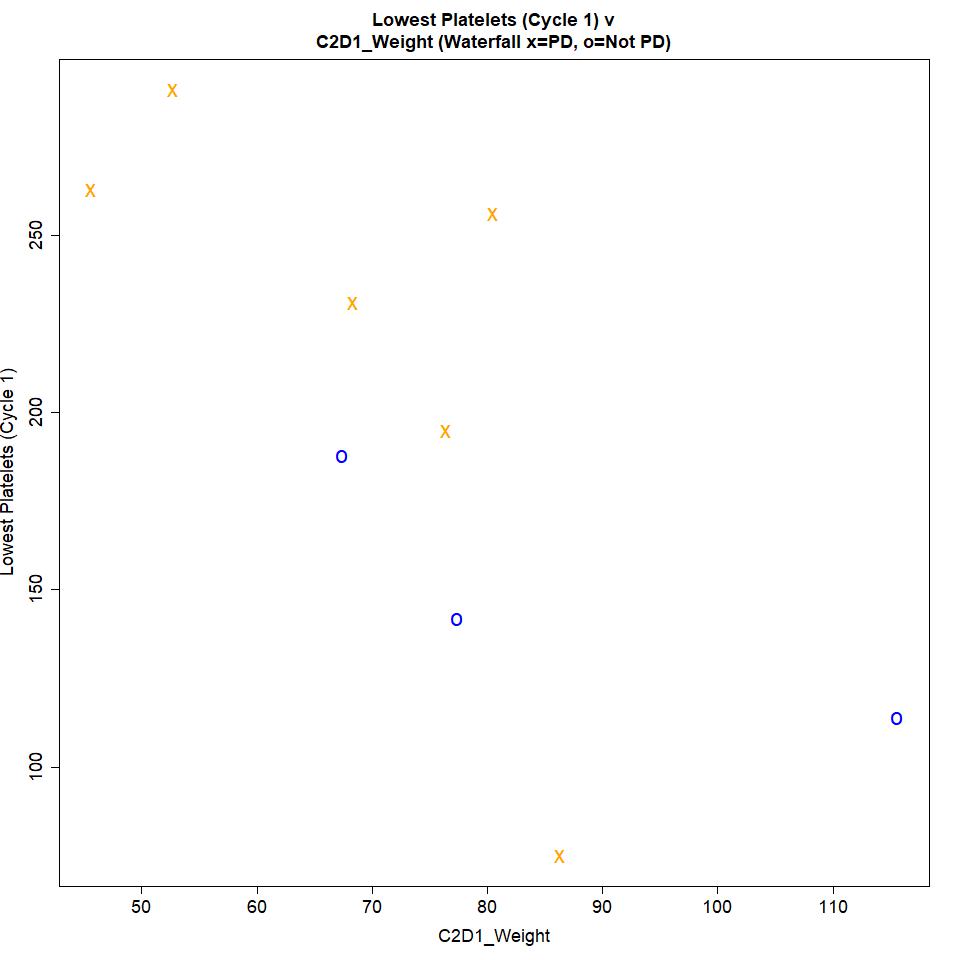 Lowest Platelets (Cycle 1) v
C2D1_Weight (Waterfall x=PD, o=Not PD)
Lowest Platelets (Cycle 1)
250
200
150
100
X
X
X
X
X
O
O
O
X
50 60 70 80 90 100 110
C2D1_Weight